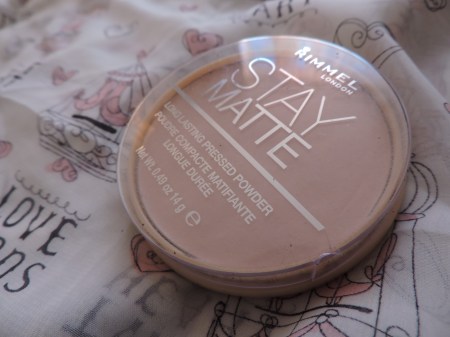 RIMMEL
LONDON
STAY
MATTE
LONG LASTING PRESSED POWDER
POUDRE COMPACTE MATIFIANTE
LONGUE DURÉE
Net Wt. 0.49 oz 14 g e
LOVE
LOVE